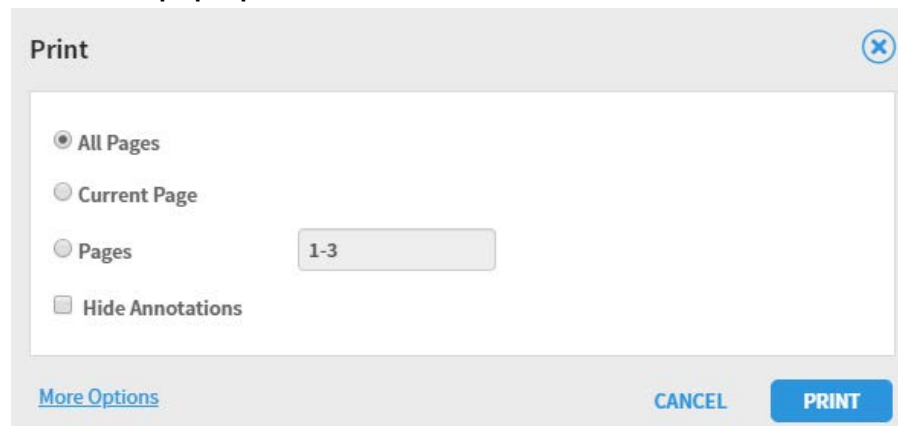 Print
All Pages
Current Page
Pages 1-3
Hide Annotations
More Options CANCEL PRINT